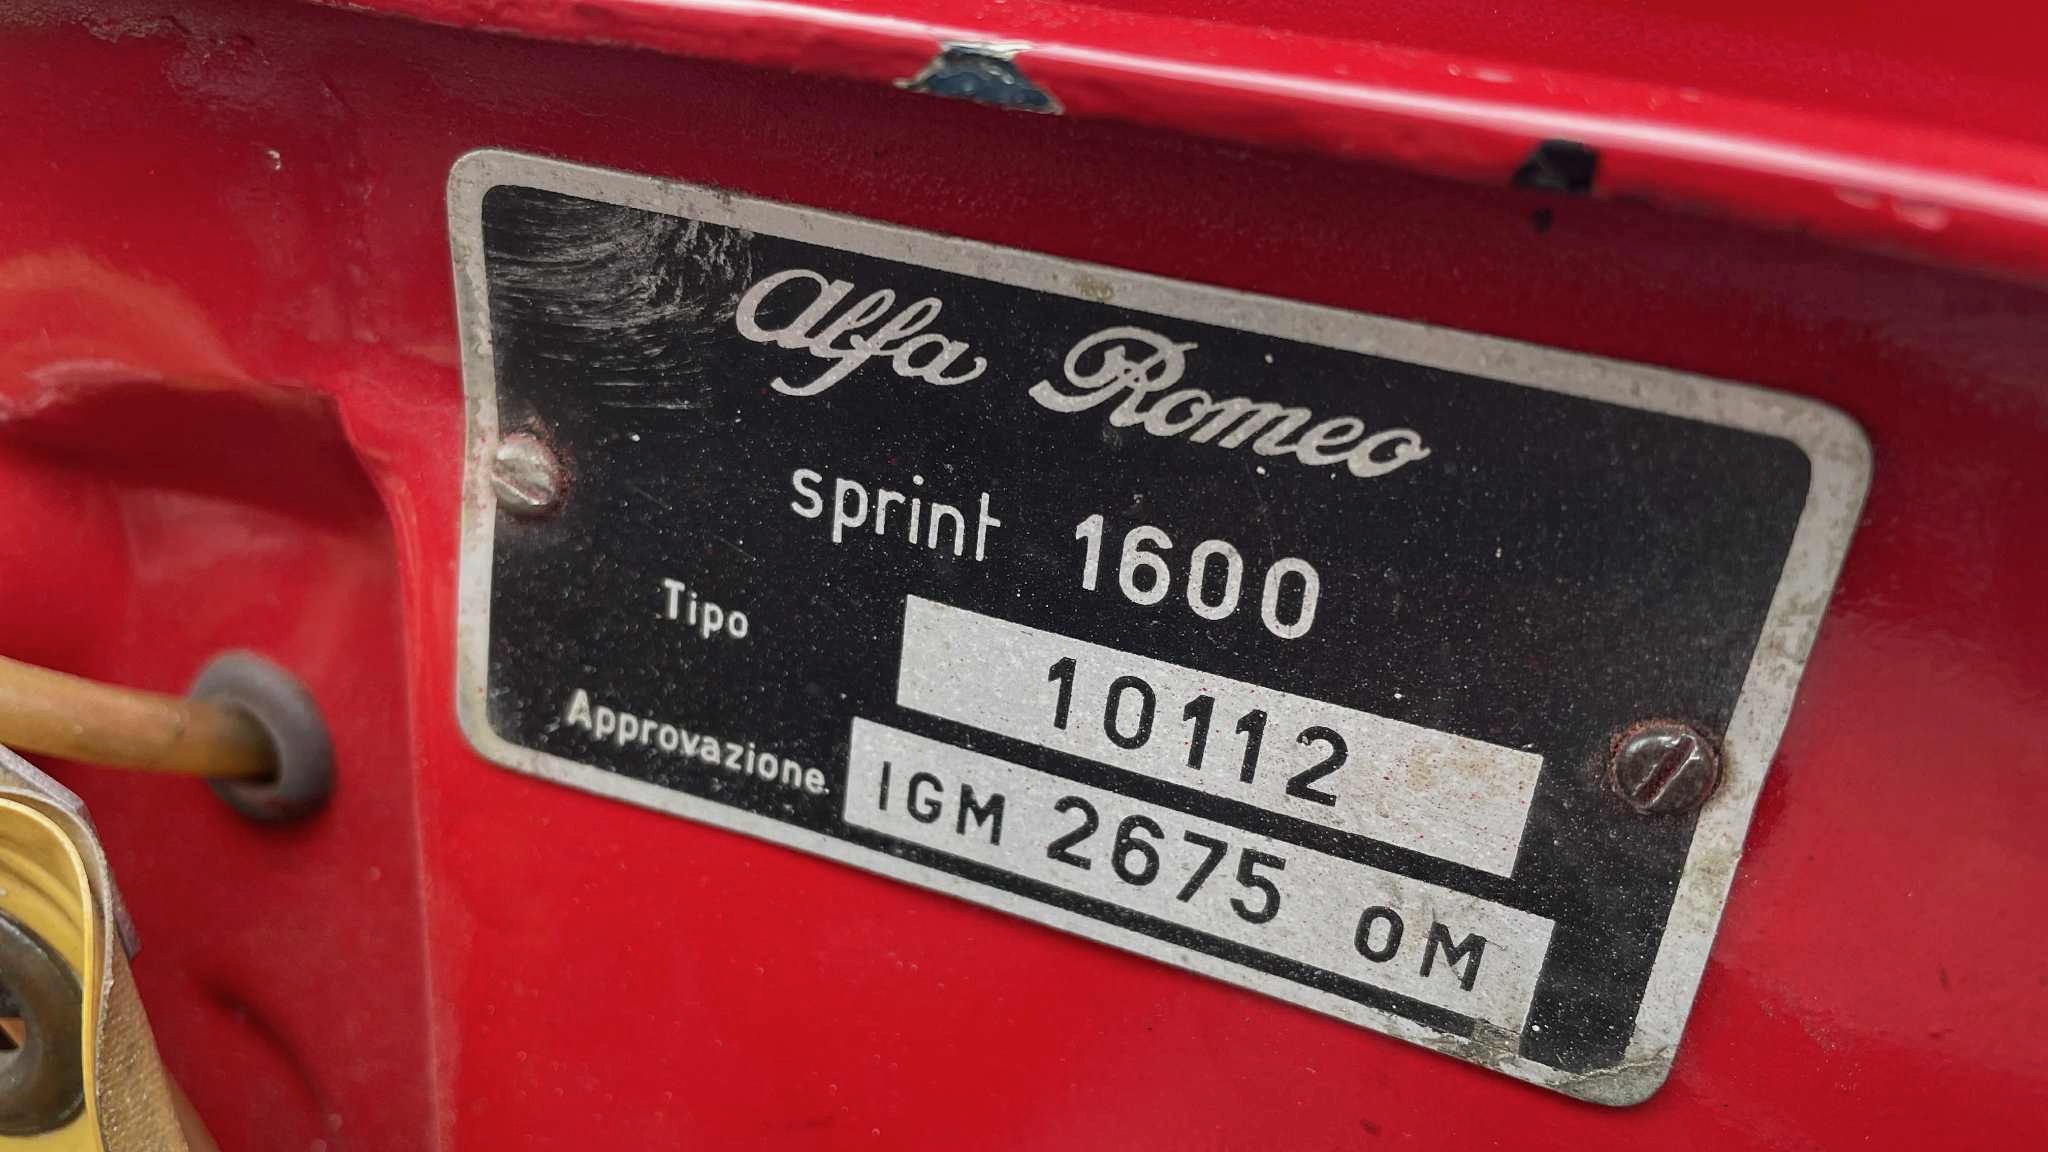 Alfa Romeo
sprint 1600
Tipo 10112
Approvazione IGM 2675 OM